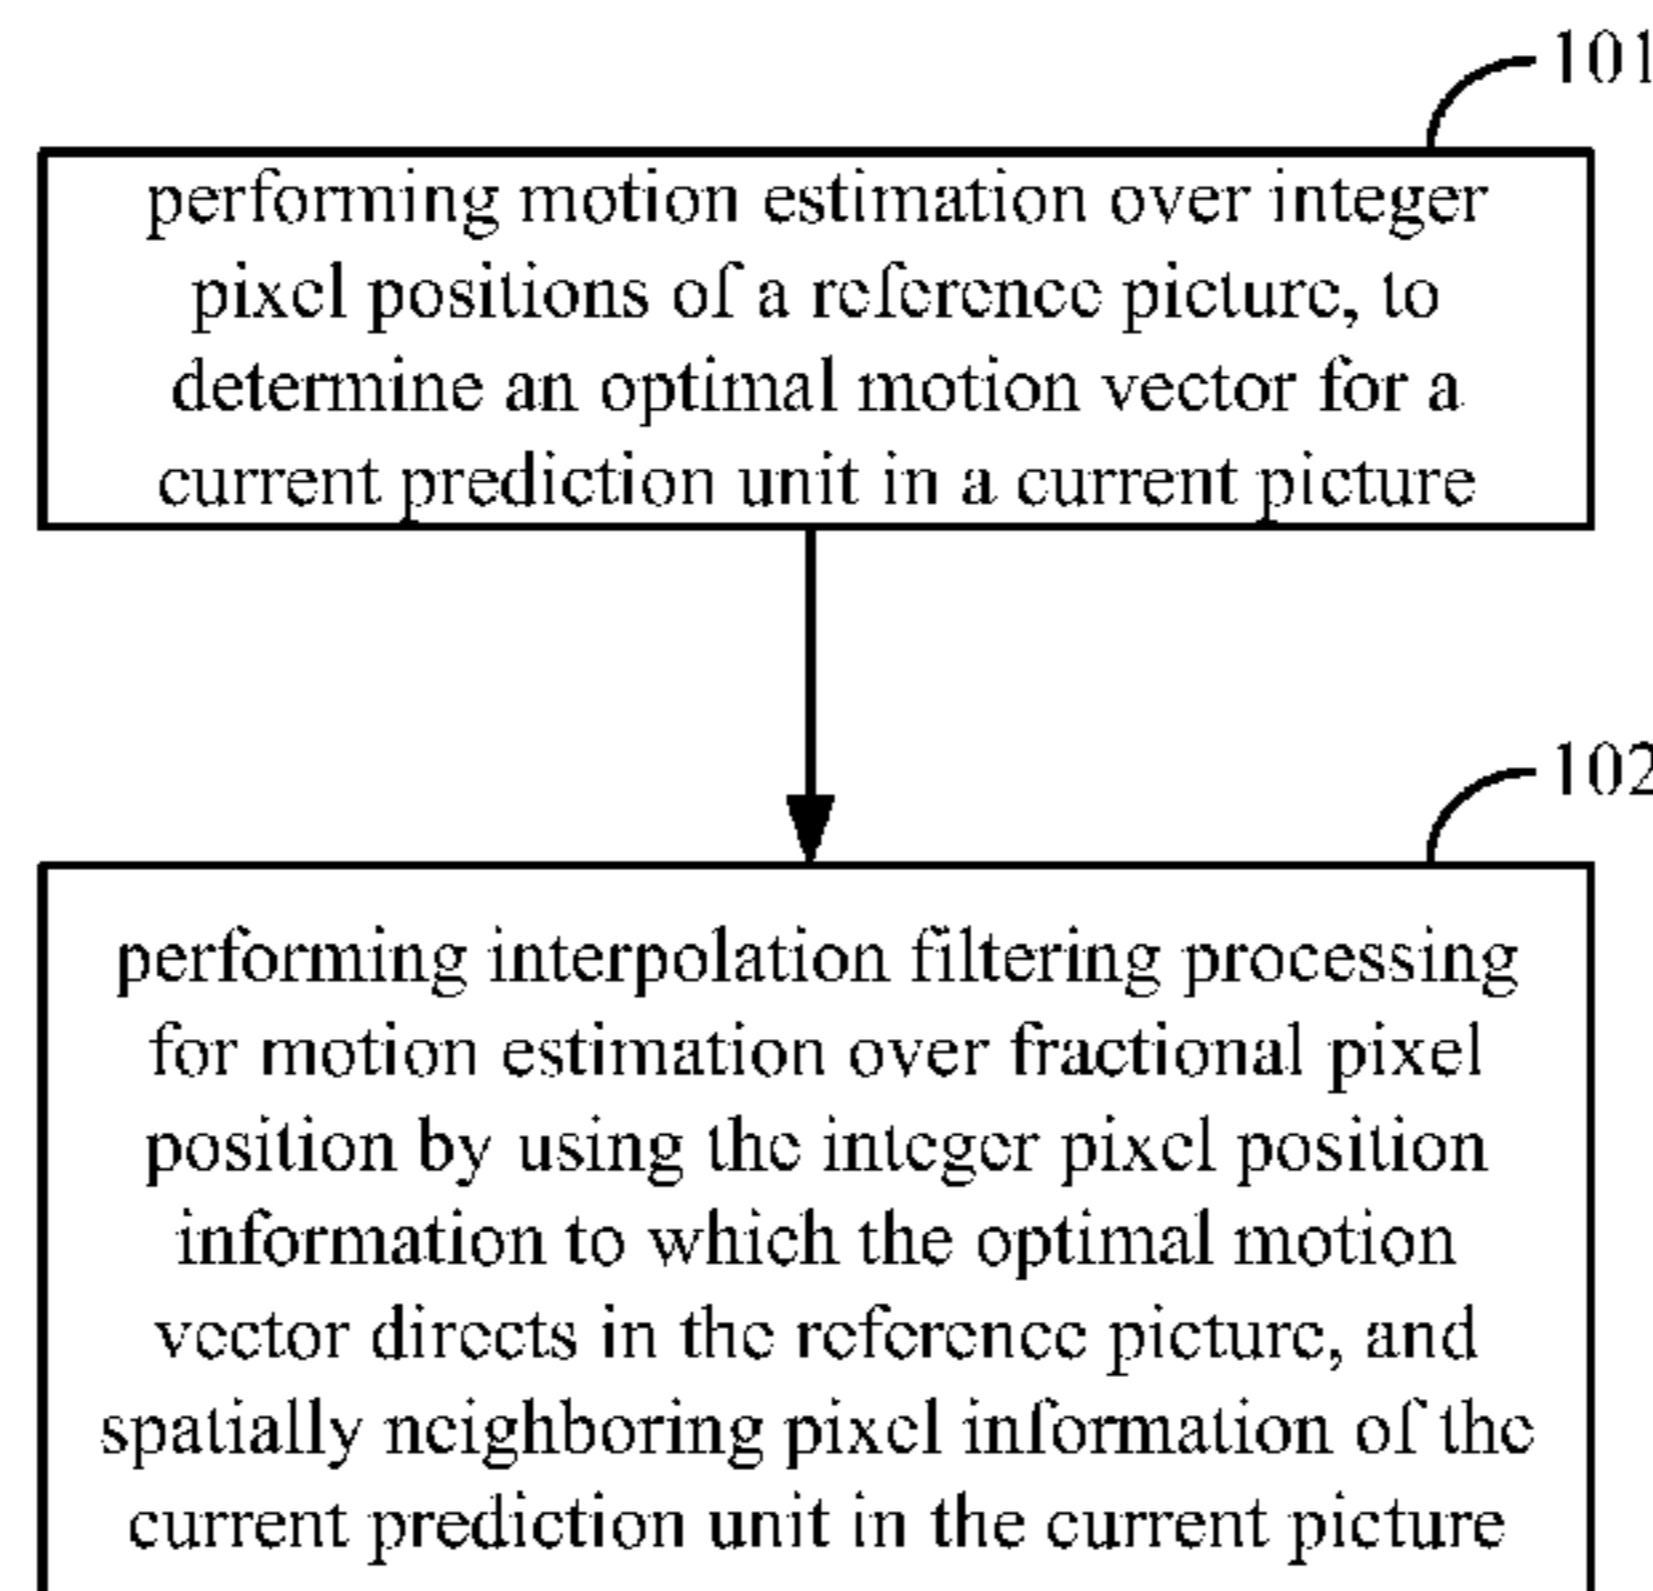 101
performing motion estimation over integer
pixel positions of a reference picture, to
determine an optimal motion vector for a
current prediction unit in a current picture
102
performing interpolation filtering processing
for motion estimation over fractional pixel
position by using the integer pixel position
information to which the optimal motion
vector directs in the reference picture, and
spatially neighboring pixel information of the
current prediction unit in the current picture